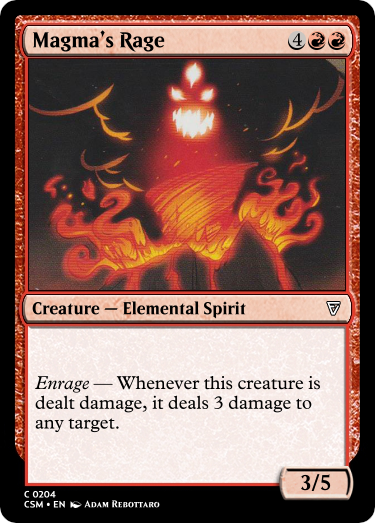 Magma's Rage 4
Creature — Elemental Spirit
Enrage — Whenever this creature is
dealt damage, it deals 3 damage to
any target.
3/5
C 0204
CSM • EN Adam Rebottaro